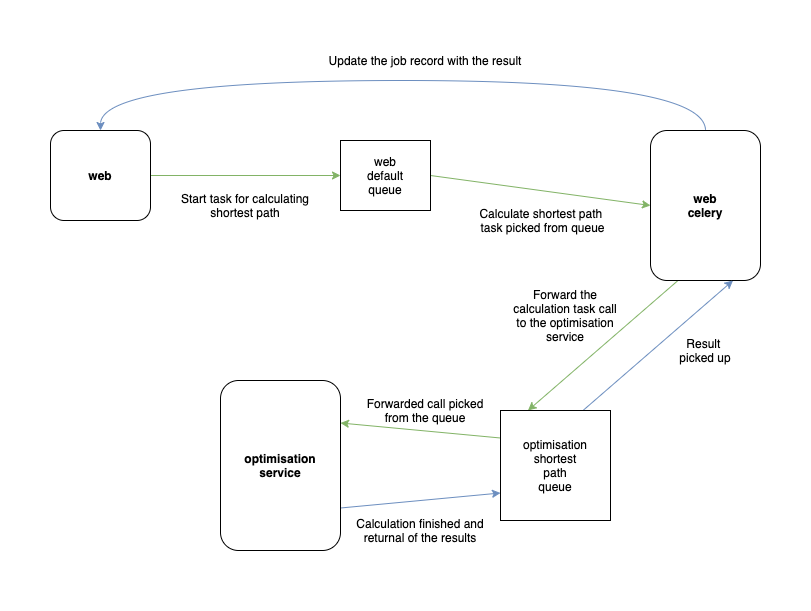 Update the job record with the result
web
web
default
queue
Start task for calculating
shortest path
Calculate shortest path
task picked from queue
web
celery
Forward the
calculation task call
to the optimisation
service
Result
picked up
Forwarded call picked
from the queue
optimisation
service
optimisation
shortest
path
queue
Calculation finished and
returnal of the results